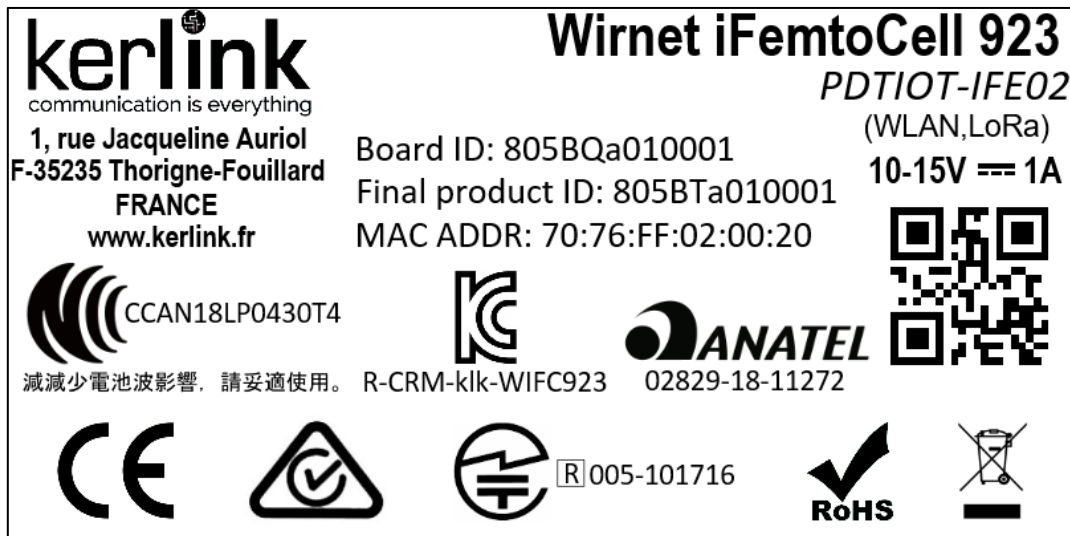 kerlink
communication is everything
1, rue Jacqueline Auriol
F-35235 Thorigne-Fouillard
FRANCE
www.kerlink.fr
Wirnet iFemtoCell 923
PDTIOT-IFE02
(WLAN,LoRa)
10-15V ⎓ 1A
Board ID: 805BQa010001
Final product ID: 805BTa010001
MAC ADDR: 70:76:FF:02:00:20
CCAN18LP0430T4
減減少電池波影響，請妥適使用。
R-CRM-klk-WIFC923
ANATEL
02829-18-11272
CE
R 005-101716
RoHS